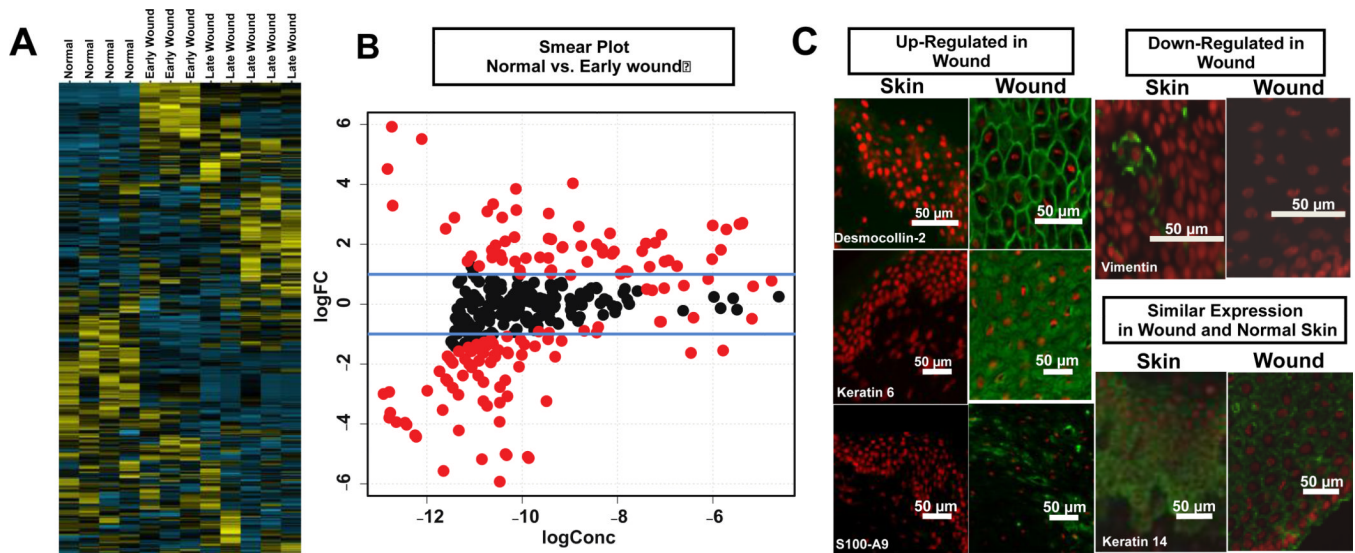 A
Normal
Normal
Normal
Normal
Early Wound
Early Wound
Early Wound
Late Wound
Late Wound
Late Wound
Late Wound
Late Wound
B
Smear Plot
Normal vs. Early wound
logFC
6
4
2
0
−2
−4
−6
−12
−10
−8
−6
logConc
C
Up-Regulated in
Wound
Skin
Wound
50 µm
50 µm
Desmocollin-2
50 µm
50 µm
Keratin 6
50 µm
50 µm
S100-A9
Down-Regulated in
Wound
Skin
Wound
50 µm
50 µm
Vimentin
Similar Expression
in Wound and Normal Skin
Skin
Wound
50 µm
50 µm
Keratin 14